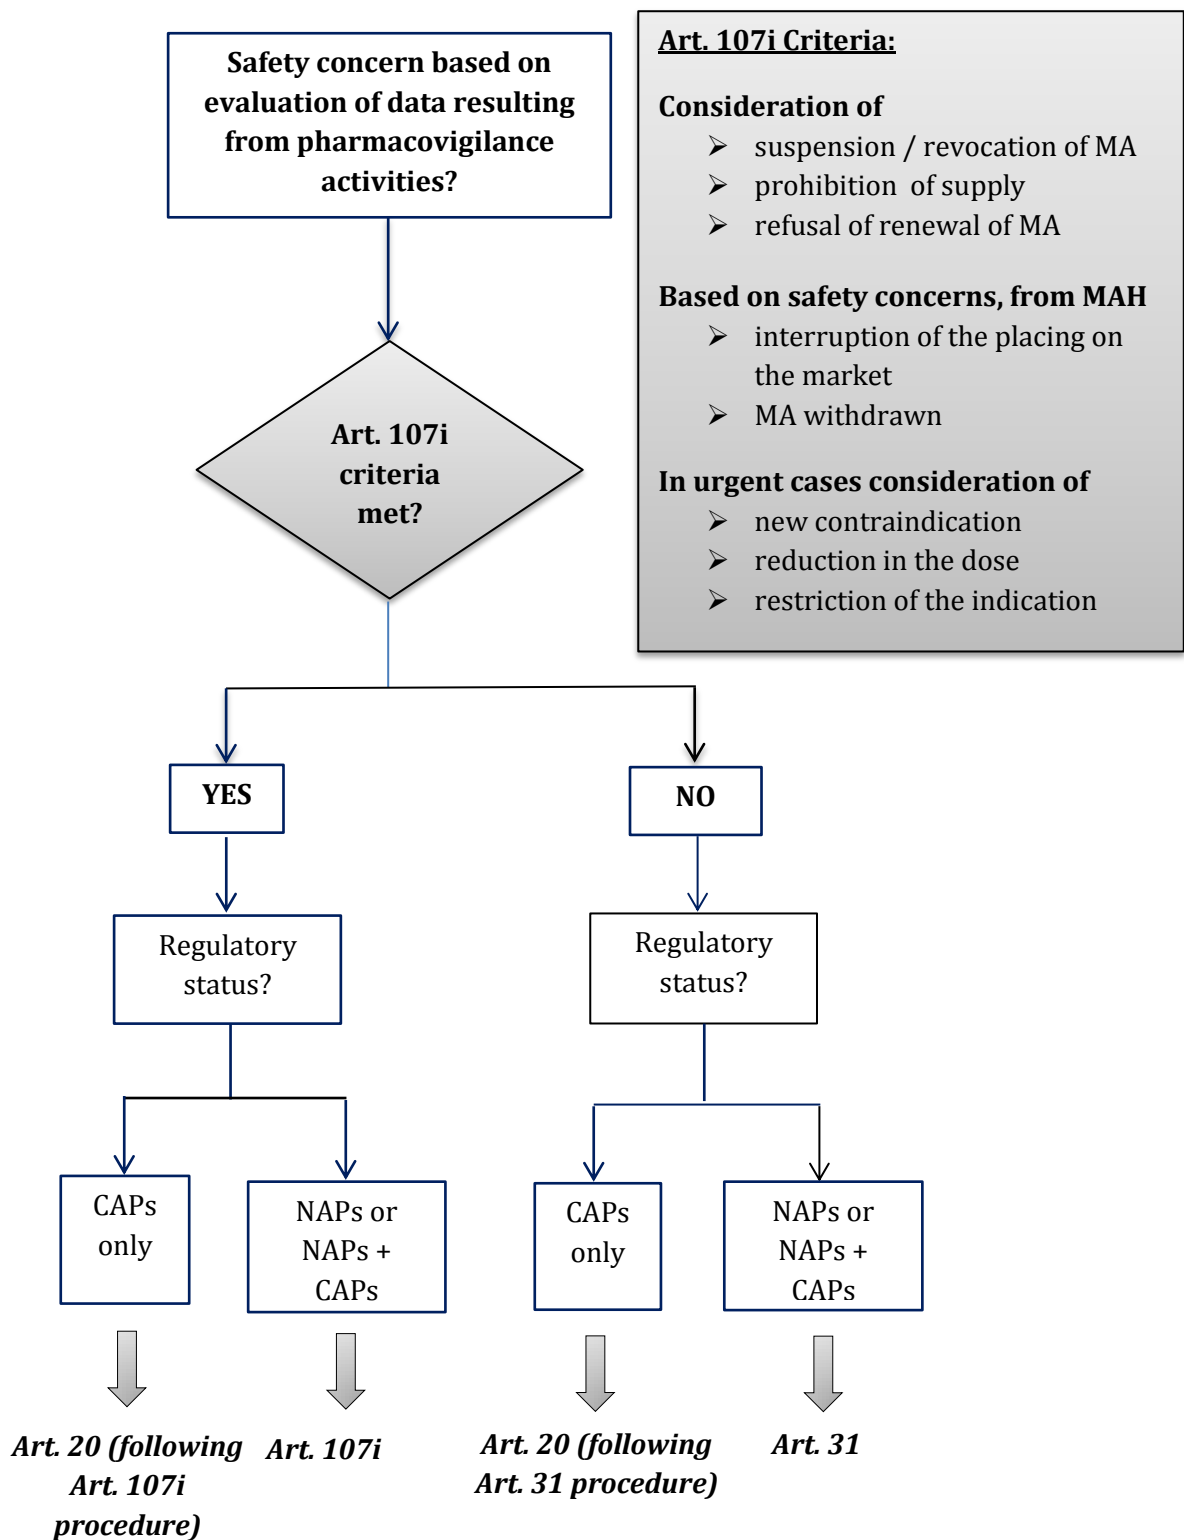 Safety concern based on
evaluation of data resulting
from pharmacovigilance
activities?
Art. 107i Criteria:
Consideration of
➢ suspension / revocation of MA
➢ prohibition  of supply
➢ refusal of renewal of MA
Based on safety concerns, from MAH
➢ interruption of the placing on
the market
➢ MA withdrawn
In urgent cases consideration of
➢ new contraindication
➢ reduction in the dose
➢ restriction of the indication
Art. 107i
criteria
met?
YES
NO
Regulatory
status?
Regulatory
status?
CAPs
only
NAPs or
NAPs +
CAPs
CAPs
only
NAPs or
NAPs +
CAPs
Art. 20 (following
Art. 107i
procedure)
Art. 107i
Art. 20 (following
Art. 31 procedure)
Art. 31